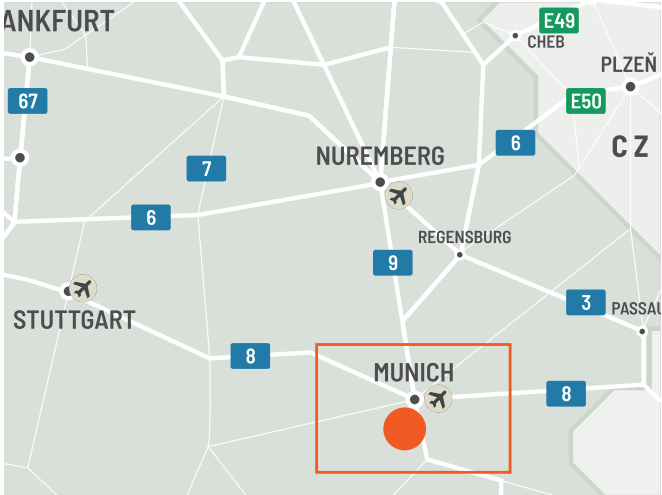 ANKFURT
E49
CHEB
PLZEŇ
67
E50
CZ
6
NUREMBERG
7
6
REGENSBURG
9
STUTTGART
3
PASSAU
8
MUNICH
8